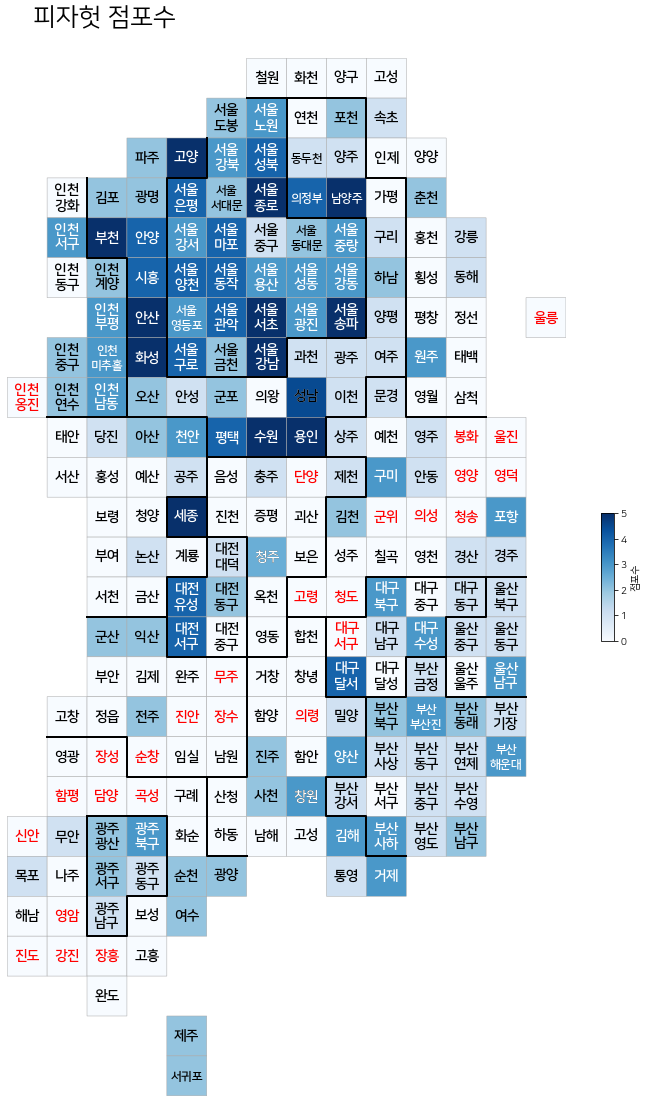 피자헛 점포수
철원 화천 양구 고성
서울 도봉 서울 노원 연천 포천 속초
파주 고양 서울 강북 서울 성북 동두천 양주 인제 양양
인천 강화 김포 광명 서울 은평 서울 서대문 서울 종로 의정부 남양주 가평 춘천
인천 서구 부천 안양 서울 강서 서울 마포 서울 중구 서울 동대문 서울 중랑 구리 홍천 강릉
인천 동구 인천 계양 시흥 서울 양천 서울 동작 서울 용산 서울 성동 서울 강동 하남 횡성 동해
인천 부평 안산 서울 영등포 서울 관악 서울 서초 서울 광진 서울 송파 양평 평창 정선 울릉
인천 중구 인천 미추홀 화성 서울 구로 서울 금천 서울 강남 과천 광주 여주 원주 태백
인천 옹진 인천 연수 인천 남동 오산 안성 군포 의왕 성남 이천 문경 영월 삼척
태안 당진 아산 천안 평택 수원 용인 상주 예천 영주 봉화 울진
서산 홍성 예산 공주 음성 충주 단양 제천 구미 안동 영양 영덕
보령 청양 세종 진천 증평 괴산 김천 군위 의성 청송 포항
5
4
3
2
1
0
점포수
부여 논산 계룡 대전 대덕 청주 보은 성주 칠곡 영천 경산 경주
서천 금산 대전 유성 대전 동구 옥천 고령 청도 대구 북구 대구 중구 대구 동구 울산 북구
군산 익산 대전 서구 대전 중구 영동 합천 대구 서구 대구 남구 대구 수성 울산 중구 울산 동구
부안 김제 완주 무주 거창 창녕 대구 달서 대구 달성 부산 금정 울산 울주 울산 남구
고창 정읍 전주 진안 장수 함양 의령 밀양 부산 북구 부산 부산진 부산 동래 부산 기장
영광 장성 순창 임실 남원 진주 함안 양산 부산 사상 부산 동구 부산 연제 부산 해운대
함평 담양 곡성 구례 산청 사천 창원 부산 강서 부산 서구 부산 중구 부산 수영
신안 무안 광주 광산 광주 북구 화순 하동 남해 고성 김해 부산 사하 부산 영도 부산 남구
목포 나주 광주 서구 광주 동구 순천 광양 통영 거제
해남 영암 광주 남구 보성 여수
진도 강진 장흥 고흥
완도
제주
서귀포